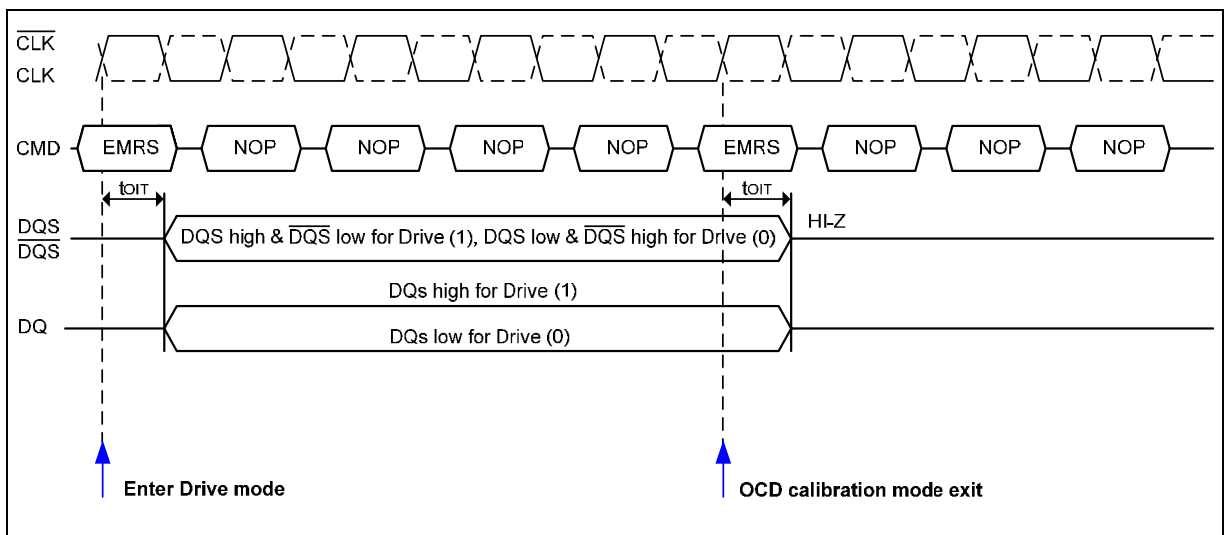 CLK
CLK
CMD EMRS NOP NOP NOP NOP EMRS NOP NOP NOP
tOIT tOIT
DQS
DQS
DQS high & DQS low for Drive (1), DQS low & DQS high for Drive (0)
HI-Z
DQs high for Drive (1)
DQ
DQs low for Drive (0)
Enter Drive mode
OCD calibration mode exit